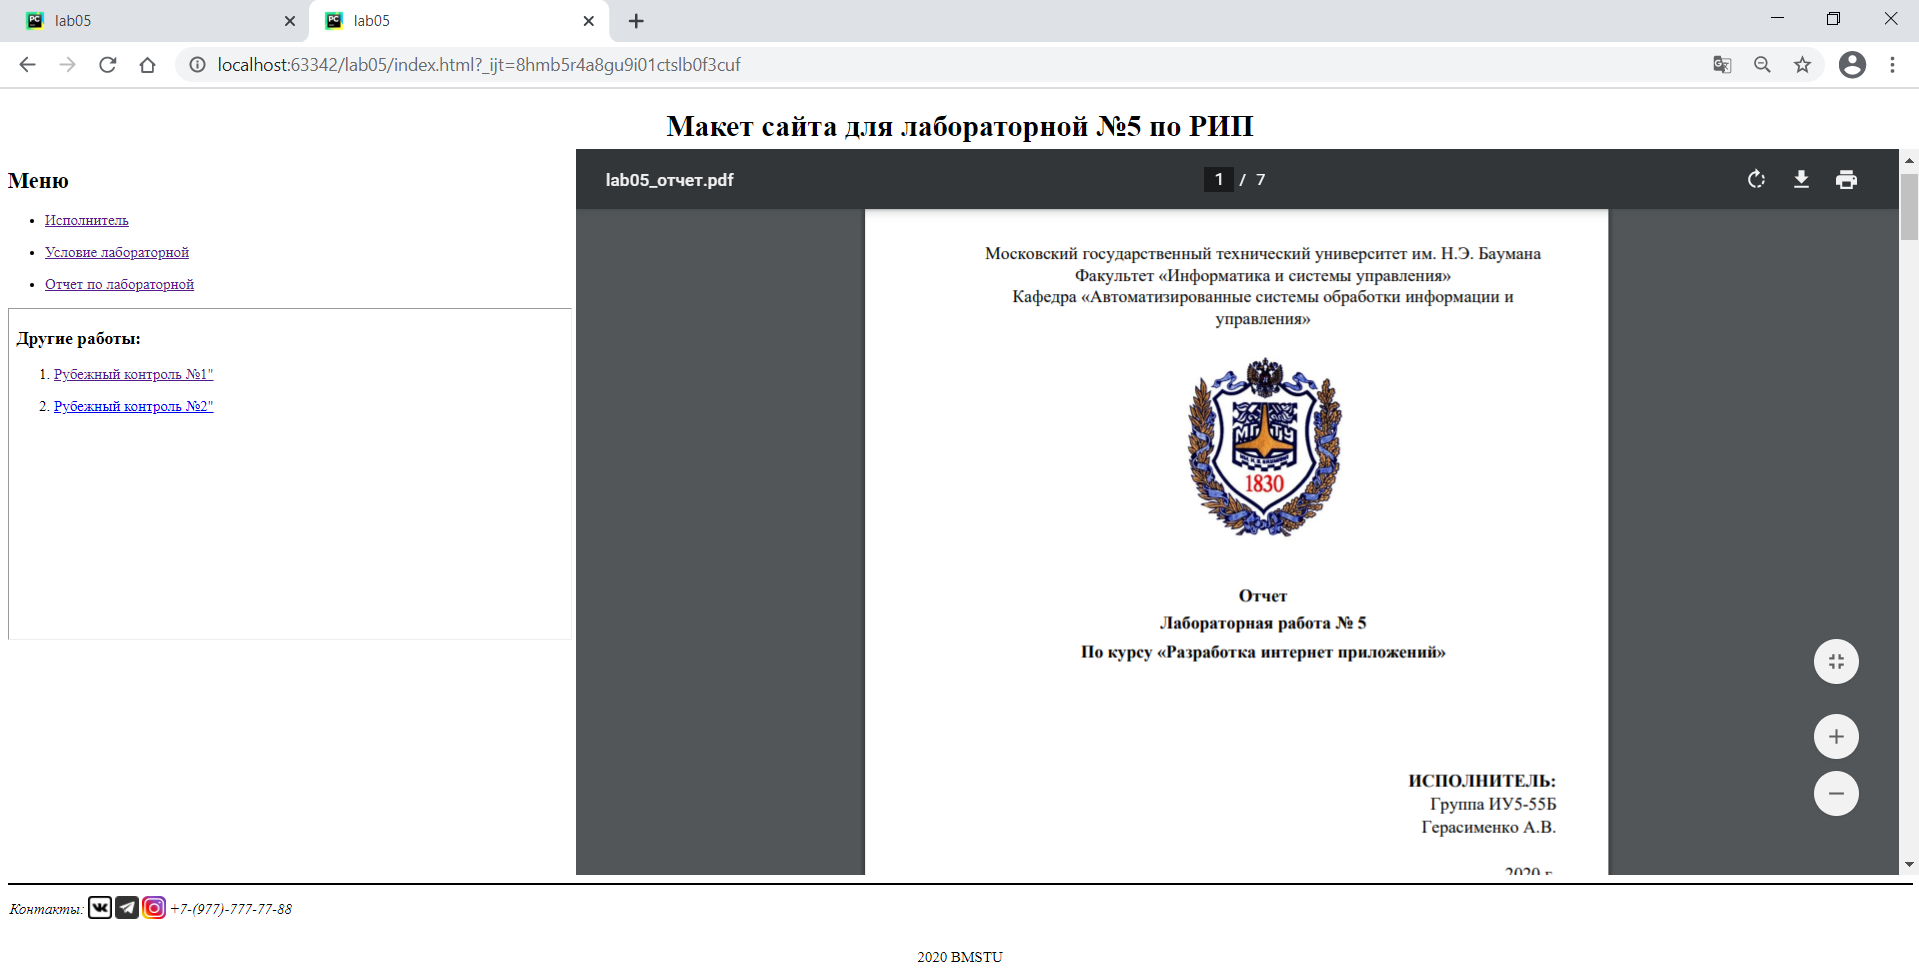 lab05
lab05
localhost:63342/lab05/index.html?_ijt=8hmb5r4a8gu9i01ctslb0f3cuf
Макет сайта для лабораторной №5 по РИП
Меню
• Исполнитель
• Условие лабораторной
• Отчет по лабораторной
Другие работы:
1. Рубежный контроль №1"
2. Рубежный контроль №2"
lab05_отчет.pdf
1 / 7
Московский государственный технический университет им. Н.Э. Баумана
Факультет «Информатика и системы управления»
Кафедра «Автоматизированные системы обработки информации и
управления»
МГТУ
1830
Отчет
Лабораторная работа № 5
По курсу «Разработка интернет приложений»
ИСПОЛНИТЕЛЬ:
Группа ИУ5-55Б
Герасименко А.В.
2020 г.
Контакты: +7-(977)-777-77-88
2020 BMSTU